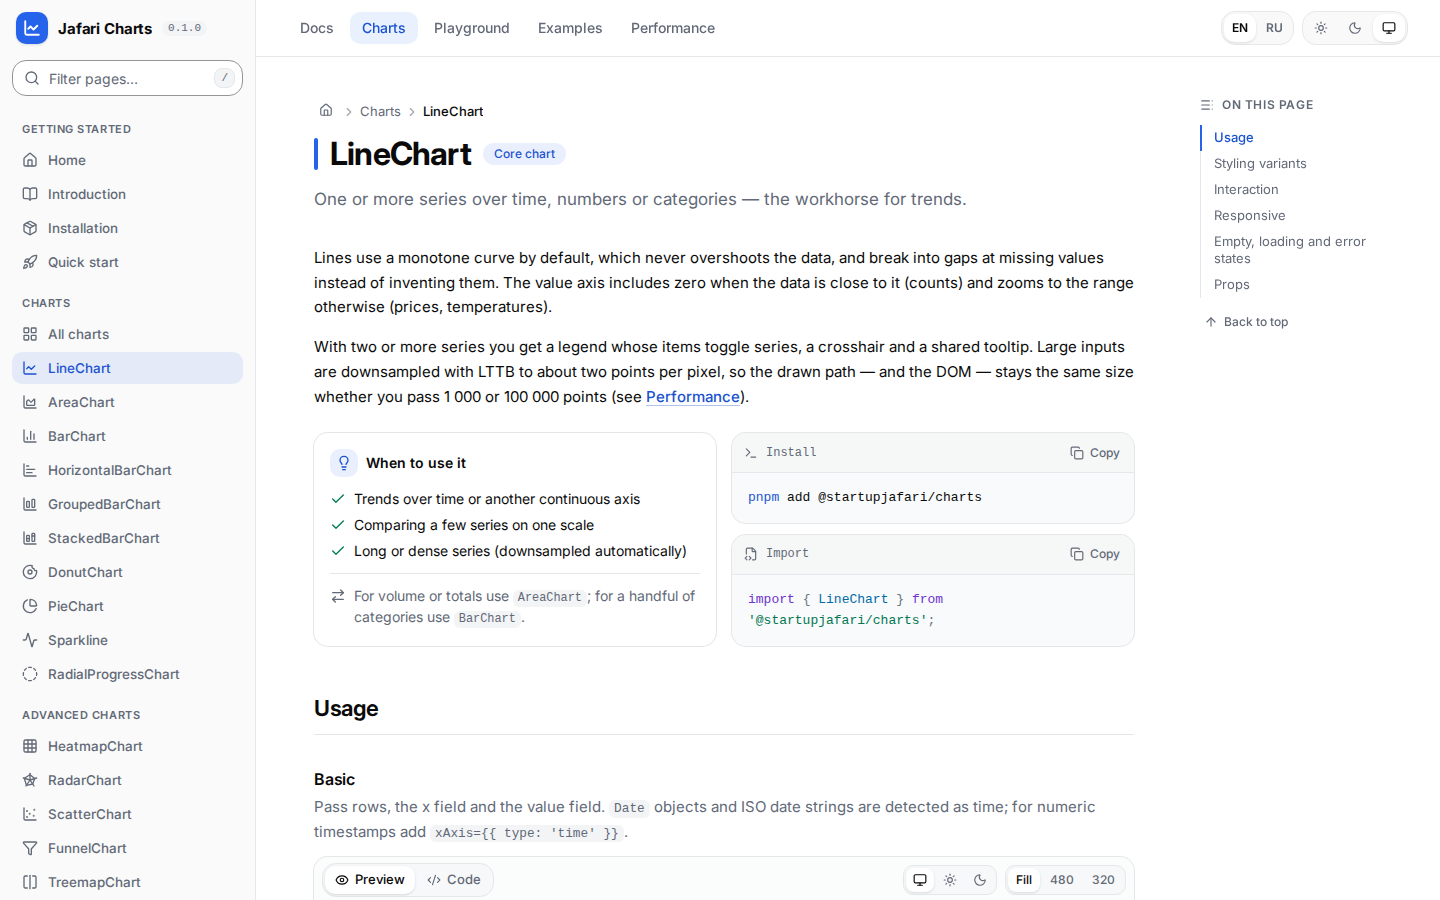 Jafari Charts 0.1.0
Filter pages... /
GETTING STARTED
Home
Introduction
Installation
Quick start
CHARTS
All charts
LineChart
AreaChart
BarChart
HorizontalBarChart
GroupedBarChart
StackedBarChart
DonutChart
PieChart
Sparkline
RadialProgressChart
ADVANCED CHARTS
HeatmapChart
RadarChart
ScatterChart
FunnelChart
TreemapChart
Docs Charts Playground Examples Performance
EN RU
Charts LineChart
LineChart Core chart
One or more series over time, numbers or categories — the workhorse for trends.
Lines use a monotone curve by default, which never overshoots the data, and break into gaps at missing values
instead of inventing them. The value axis includes zero when the data is close to it (counts) and zooms to the range
otherwise (prices, temperatures).
With two or more series you get a legend whose items toggle series, a crosshair and a shared tooltip. Large inputs
are downsampled with LTTB to about two points per pixel, so the drawn path — and the DOM — stays the same size
whether you pass 1 000 or 100 000 points (see Performance).
When to use it
Trends over time or another continuous axis
Comparing a few series on one scale
Long or dense series (downsampled automatically)
For volume or totals use AreaChart; for a handful of
categories use BarChart.
Install Copy
pnpm add @startupjafari/charts
Import Copy
import { LineChart } from
'@startupjafari/charts';
Usage
Basic
Pass rows, the x field and the value field. Date objects and ISO date strings are detected as time; for numeric
timestamps add xAxis={{ type: 'time' }}.
Preview Code
Fill 480 320
ON THIS PAGE
Usage
Styling variants
Interaction
Responsive
Empty, loading and error
states
Props
Back to top